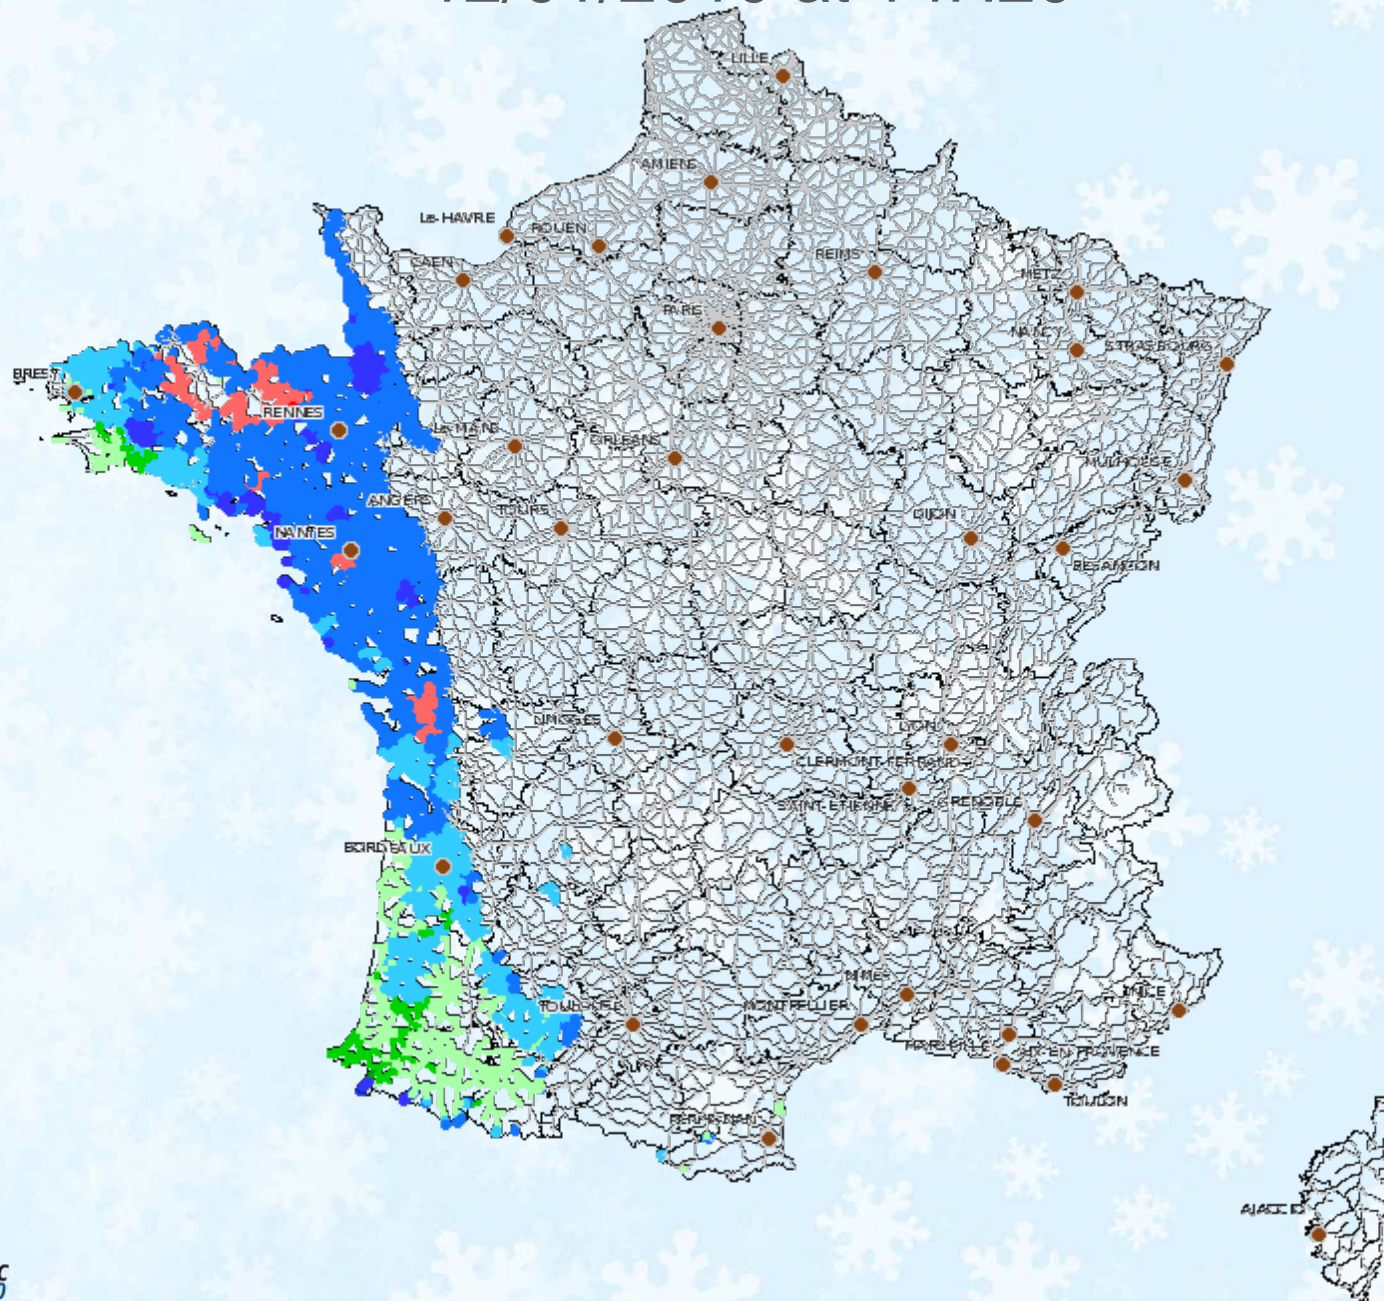 LILLE
AMIENS
Le-HAVRE
ROUEN
CAEN
REIMS
METZ
PARIS
NANCY
STRASBOURG
BREST
RENNES
Le-MANS
ORLEANS
MULHOUSE
ANGERS
TOURS
DIJON
NANTES
BESANCON
LIMOGES
LYON
CLERMONT-FERRAND
SAINT-ETIENNE
GRENOBLE
BORDEAUX
NIMES
NICE
TOULOUSE
MONTPELLIER
MARSEILLE
AIX-EN-PROVENCE
TOULON
PERPIGNAN
AJACCIO